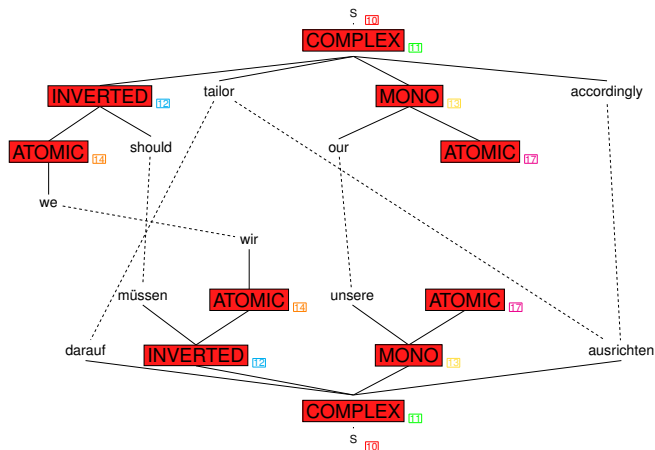 S 10
COMPLEX 11
INVERTED 12 tailor MONO 13 accordingly
ATOMIC 14 should our ATOMIC 17
we
wir
müssen ATOMIC 14 unsere ATOMIC 17
darauf INVERTED 12 MONO 13 ausrichten
COMPLEX 11
S 10